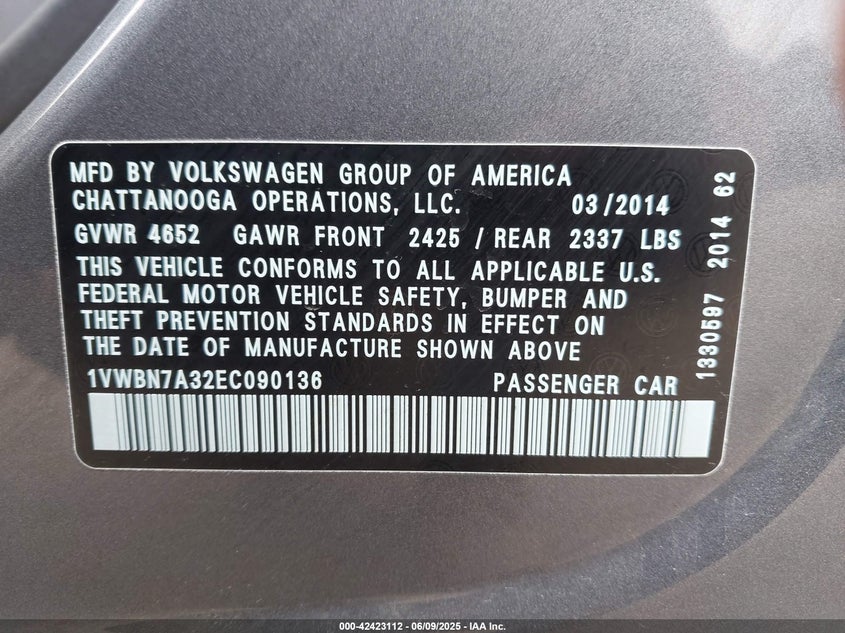 MFD BY VOLKSWAGEN GROUP OF AMERICA
CHATTANOOGA OPERATIONS, LLC. 03/2014
GVWR 4652 GAWR FRONT 2425 / REAR 2337 LBS
THIS VEHICLE CONFORMS TO ALL APPLICABLE U.S.
FEDERAL MOTOR VEHICLE SAFETY, BUMPER AND
THEFT PREVENTION STANDARDS IN EFFECT ON
THE DATE OF MANUFACTURE SHOWN ABOVE
1VWBN7A32EC090136 PASSENGER CAR
1330597 2014 62
000-42423112 - 06/09/2025 - IAA Inc.